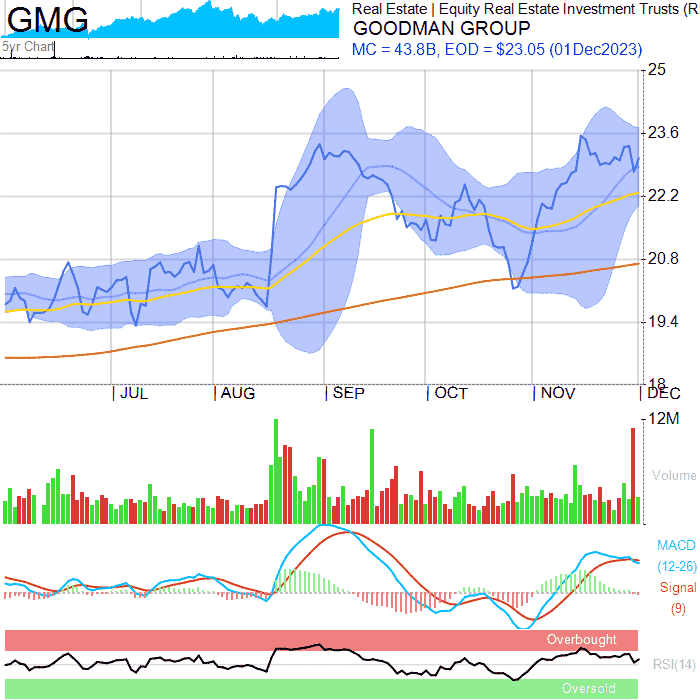 GMG
Real Estate | Equity Real Estate Investment Trusts (R
GOODMAN GROUP
MC = 43.8B, EOD = $23.05 (01Dec2023)
5yr Chart
25
23.6
22.2
20.8
19.4
18
| JUL | AUG | SEP | OCT | NOV | DEC
12M
Volume
MACD
(12-26)
Signal
(9)
Overbought
RSI(14)
Oversold